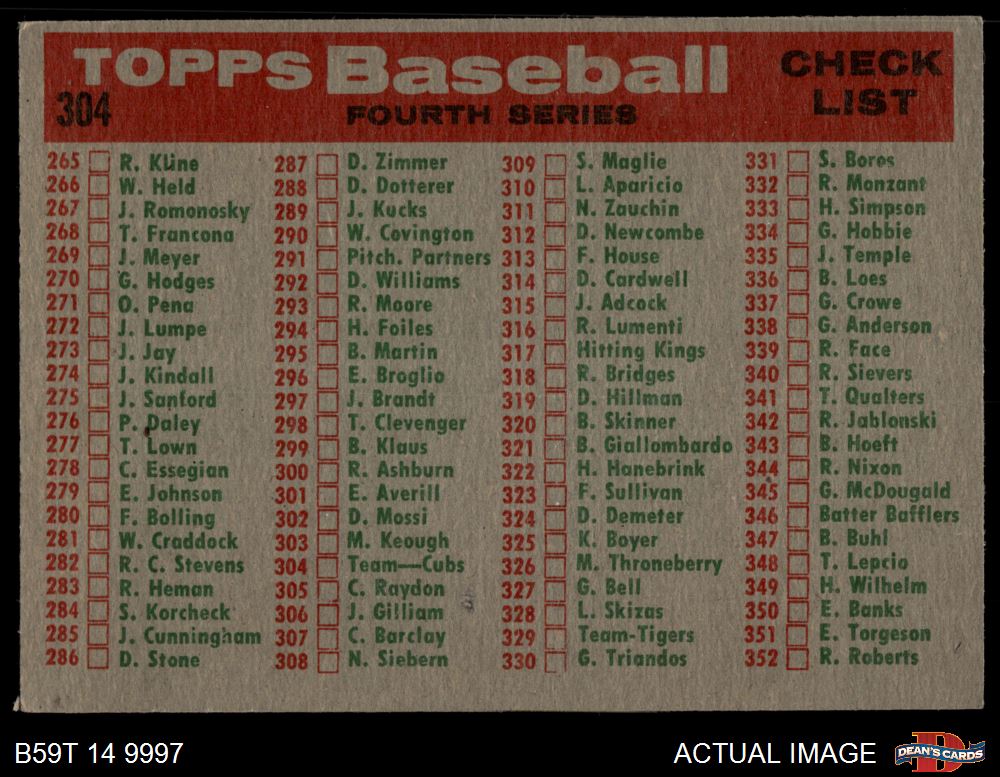 TOPPS Baseball CHECK LIST
304 FOURTH SERIES
265 R. Kline
266 W. Held
267 J. Romonosky
268 T. Francona
269 J. Meyer
270 G. Hodges
271 O. Pena
272 J. Lumpe
273 J. Jay
274 J. Kindall
275 J. Sanford
276 P. Daley
277 T. Lown
278 C. Essegian
279 E. Johnson
280 F. Bolling
281 W. Craddock
282 R. C. Stevens
283 R. Heman
284 S. Korcheck
285 J. Cunningham
286 D. Stone
287 D. Zimmer
288 D. Dotterer
289 J. Kucks
290 W. Covington
291 Pitch. Partners
292 D. Williams
293 R. Moore
294 H. Foiles
295 B. Martin
296 E. Broglio
297 J. Brandt
298 T. Clevenger
299 B. Klaus
300 R. Ashburn
301 E. Averill
302 D. Mossi
303 M. Keough
304 Team—Cubs
305 C. Raydon
306 J. Gilliam
307 C. Barclay
308 N. Siebern
309 S. Maglie
310 L. Aparicio
311 N. Zauchin
312 D. Newcombe
313 F. House
314 D. Cardwell
315 J. Adcock
316 R. Lumenti
317 Hitting Kings
318 R. Bridges
319 D. Hillman
320 B. Skinner
321 B. Giallombardo
322 H. Hanebrink
323 F. Sullivan
324 D. Demeter
325 K. Boyer
326 M. Throneberry
327 G. Bell
328 L. Skizas
329 Team-Tigers
330 G. Triandos
331 S. Boros
332 R. Monzant
333 H. Simpson
334 G. Hobbie
335 J. Temple
336 B. Loes
337 G. Crowe
338 G. Anderson
339 R. Face
340 R. Sievers
341 T. Qualters
342 R. Jablonski
343 B. Hoeft
344 R. Nixon
345 G. McDougald
346 Batter Bafflers
347 B. Buhl
348 T. Lepcio
349 H. Wilhelm
350 E. Banks
351 E. Torgeson
352 R. Roberts
B59T 14 9997
ACTUAL IMAGE
D
DEAN'S CARDS